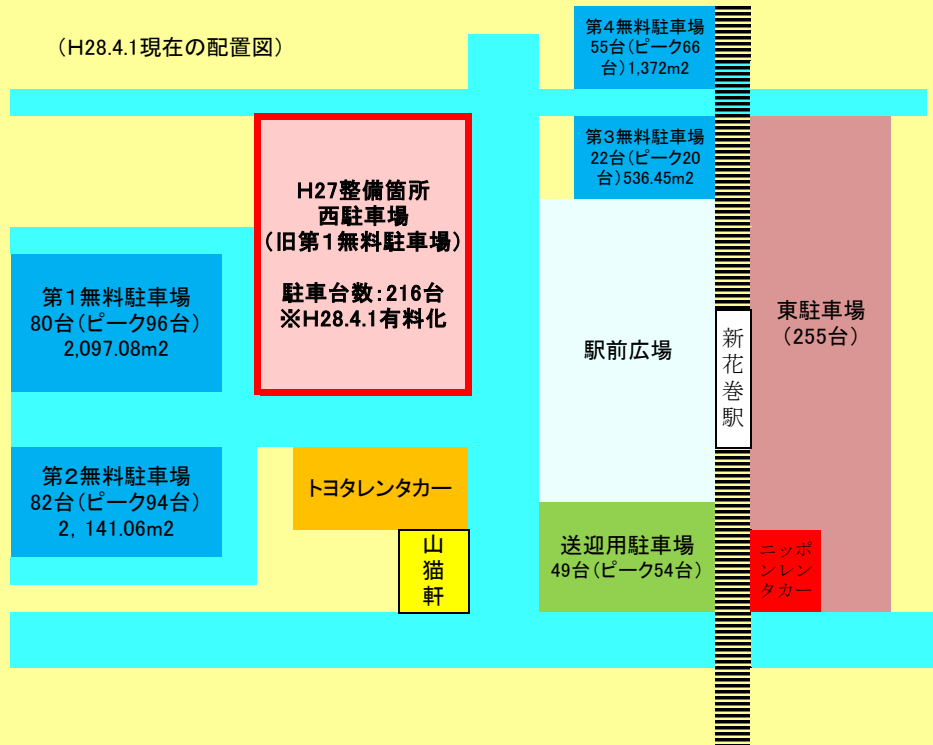 （H28.4.1現在の配置図）
第４無料駐車場
55台（ピーク66
台）1,372m2
第３無料駐車場
22台（ピーク20
台）536.45m2
H27整備箇所
西駐車場
（旧第１無料駐車場）
駐車台数：216台
※H28.4.1有料化
第１無料駐車場
80台（ピーク96台）
2,097.08m2
駅前広場
新花巻駅
東駐車場
（255台）
第２無料駐車場
82台（ピーク94台）
2，141.06m2
トヨタレンタカー
山猫軒
送迎用駐車場
49台（ピーク54台）
ニッポ
ンレン
タカー